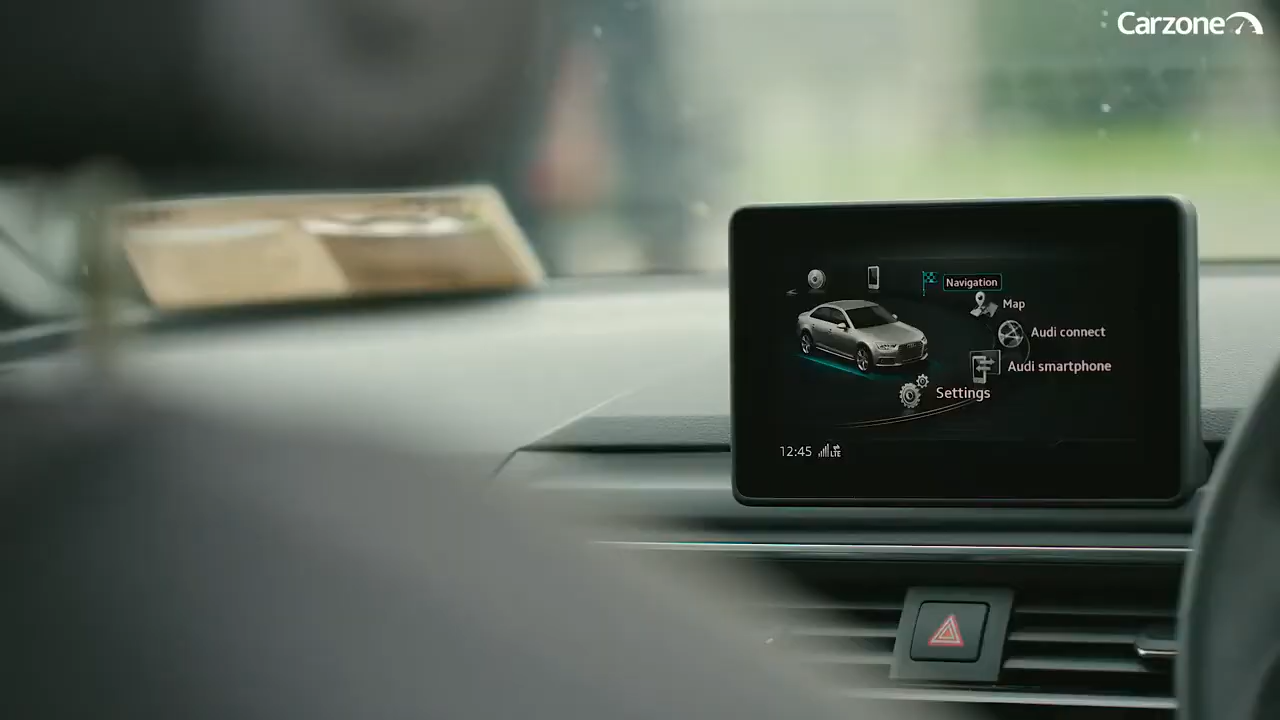 Carzone
Navigation
Map
Audi connect
Audi smartphone
Settings
12:45 LTE